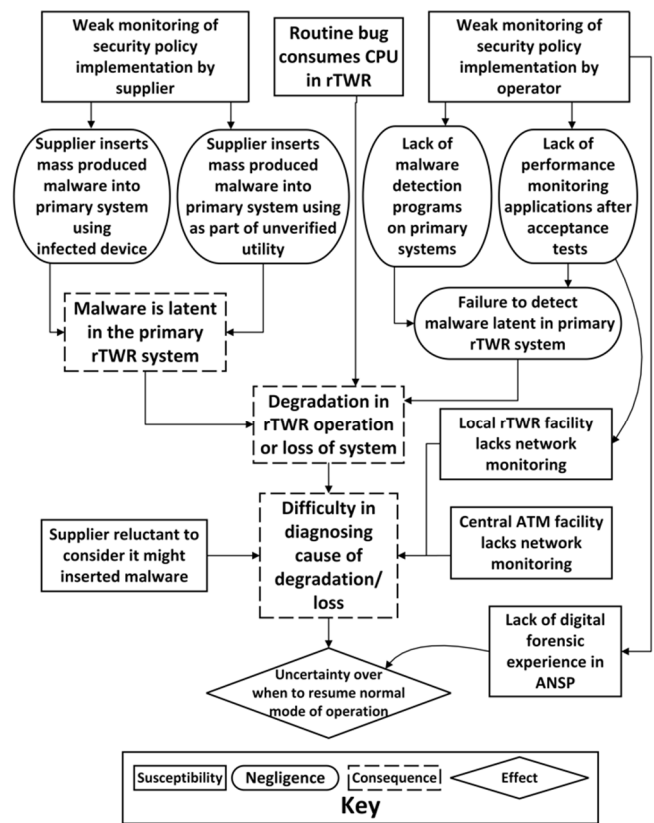 Weak monitoring of
security policy
implementation by
supplier
Routine bug
consumes CPU
in rTWR
Weak monitoring of
security policy
implementation by
operator
Supplier inserts
mass produced
malware into
primary system
using
infected device
Supplier inserts
mass produced
malware into
primary system using
as part of unverified
utility
Lack of
malware
detection
programs
on primary
systems
Lack of
performance
monitoring
applications after
acceptance
tests
Malware is latent
in the primary
rTWR system
Failure to detect
malware latent in primary
rTWR system
Degradation in
rTWR operation
or loss of system
Local rTWR facility
lacks network
monitoring
Supplier reluctant to
consider it might
inserted malware
Difficulty in
diagnosing
cause of
degradation/
loss
Central ATM facility
lacks network
monitoring
Lack of digital
forensic
experience in
ANSP
Uncertainty over
when to resume normal
mode of operation
Susceptibility
Negligence
Consequence
Effect
Key